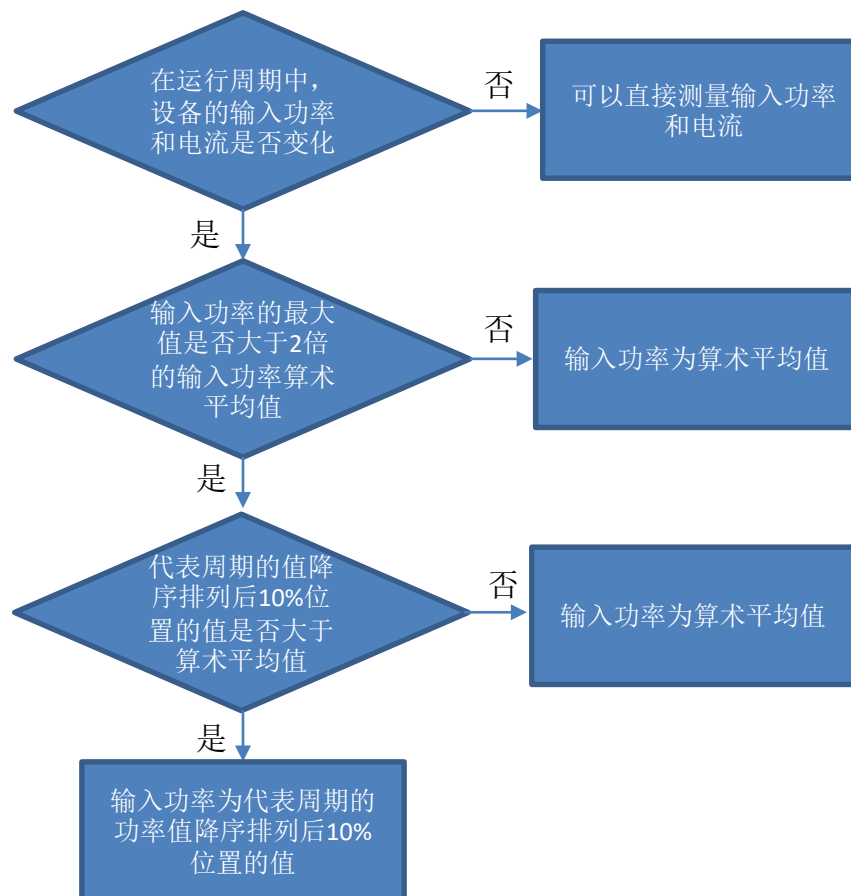 在运行周期中，
设备的输入功率
和电流是否变化
否
可以直接测量输入功率
和电流
是
输入功率的最大
值是否大于2倍
的输入功率算术
平均值
否
输入功率为算术平均值
是
代表周期的值降
序排列后10%位
置的值是否大于
算术平均值
否
输入功率为算术平均值
是
输入功率为代表周期的
功率值降序排列后10%
位置的值